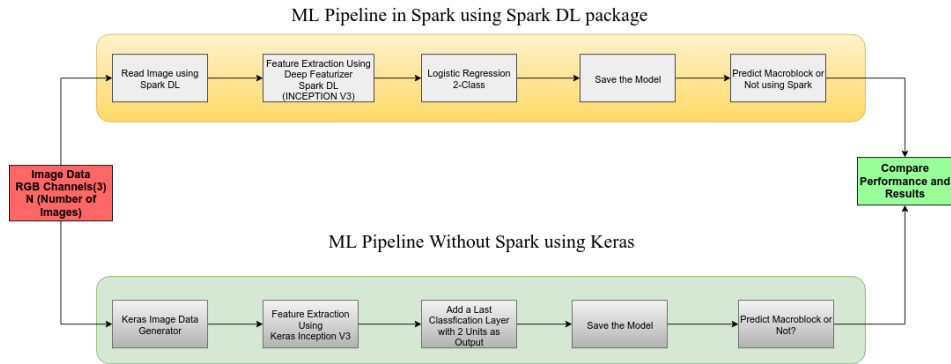 ML Pipeline in Spark using Spark DL package
Read Image using
Spark DL
Feature Extraction Using
Deep Featurizer
Spark DL
(INCEPTION V3)
Logistic Regression
2-Class
Save the Model
Predict Macroblock or
Not using Spark
Image Data
RGB Channels(3)
N (Number of
Images)
Compare
Performance and
Results
ML Pipeline Without Spark using Keras
Keras Image Data
Generator
Feature Extraction
Using
Keras Inception V3
Add a Last
Classfication Layer
with 2 Units as
Output
Save the Model
Predict Macroblock or
Not?